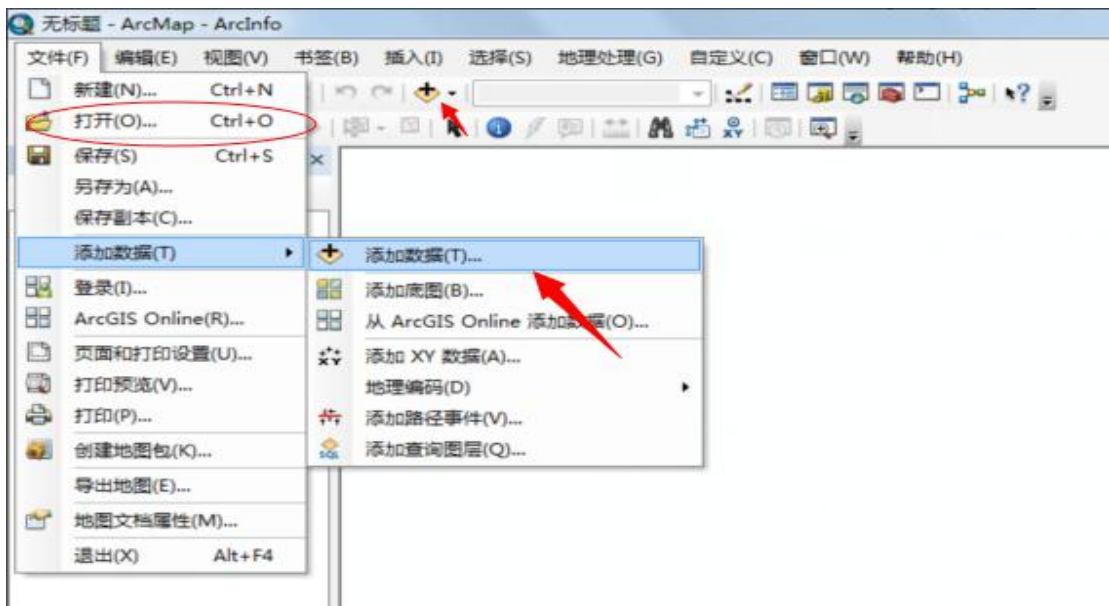 无标题 - ArcMap - ArcInfo
文件(F) 编辑(E) 视图(V) 书签(B) 插入(I) 选择(S) 地理处理(G) 自定义(C) 窗口(W) 帮助(H)
新建(N)... Ctrl+N
打开(O)... Ctrl+O
保存(S) Ctrl+S
另存为(A)...
保存副本(C)...
添加数据(T)
登录(I)...
ArcGIS Online(R)...
页面和打印设置(U)...
打印预览(V)...
打印(P)...
创建地图包(K)...
导出地图(E)...
地图文档属性(M)...
退出(X) Alt+F4
添加数据(T)...
添加底图(B)...
从 ArcGIS Online 添加数据(O)...
添加 XY 数据(A)...
地理编码(D)
添加路径事件(V)...
添加查询图层(Q)...